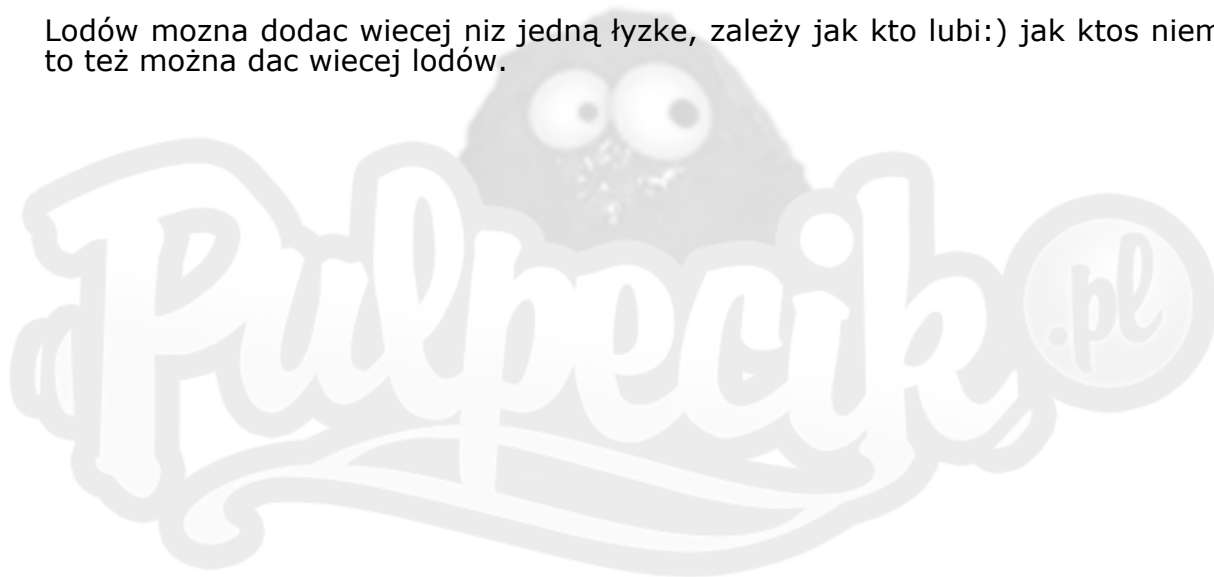 Lodów mozna dodac wiecej niz jedną łyzke, zależy jak kto lubi:) jak ktos
to też można dac wiecej lodów.
Pulpecik .pl